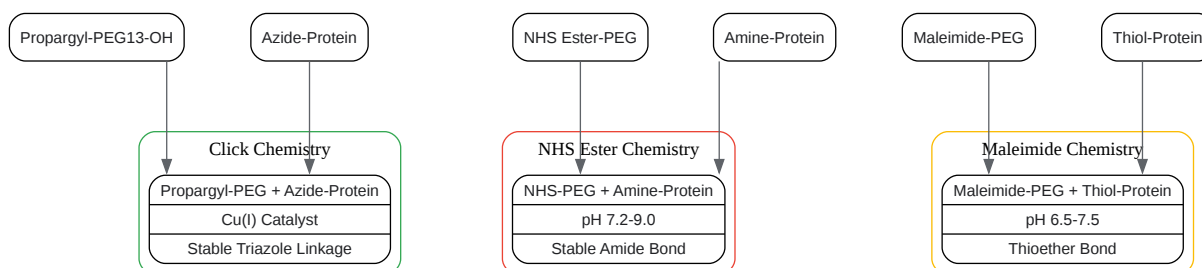 Propargyl-PEG13-OH
Azide-Protein
NHS Ester-PEG
Amine-Protein
Maleimide-PEG
Thiol-Protein
Click Chemistry
Propargyl-PEG + Azide-Protein
Cu(I) Catalyst
Stable Triazole Linkage
NHS Ester Chemistry
NHS-PEG + Amine-Protein
pH 7.2-9.0
Stable Amide Bond
Maleimide Chemistry
Maleimide-PEG + Thiol-Protein
pH 6.5-7.5
Thioether Bond